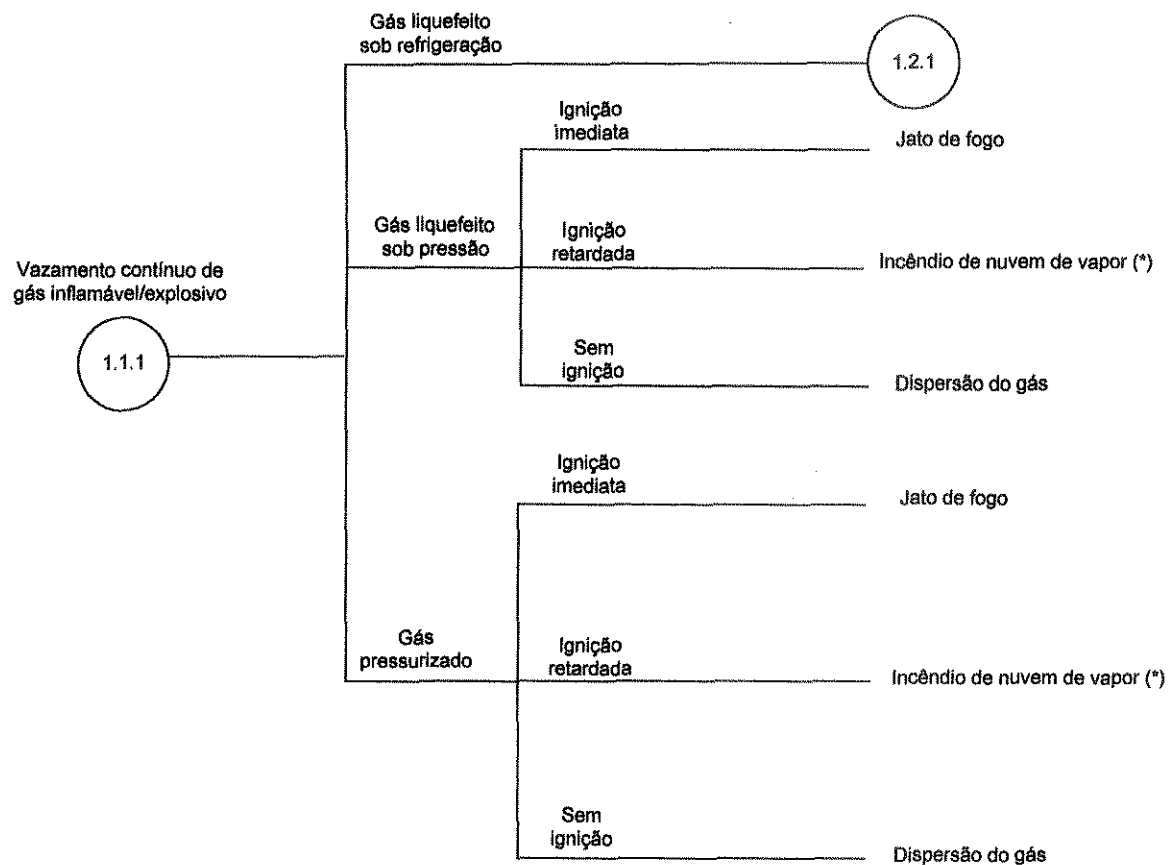 Gás liquefeito
sob refrigeração
1.2.1
Ignição
imediata
Jato de fogo
Gás liquefeito
sob pressão
Ignição
retardada
Incêndio de nuvem de vapor (*)
Vazamento contínuo de
gás inflamável/explosivo
1.1.1
Sem
ignição
Dispersão do gás
Ignição
imediata
Jato de fogo
Gás
pressurizado
Ignição
retardada
Incêndio de nuvem de vapor (*)
Sem
ignição
Dispersão do gás